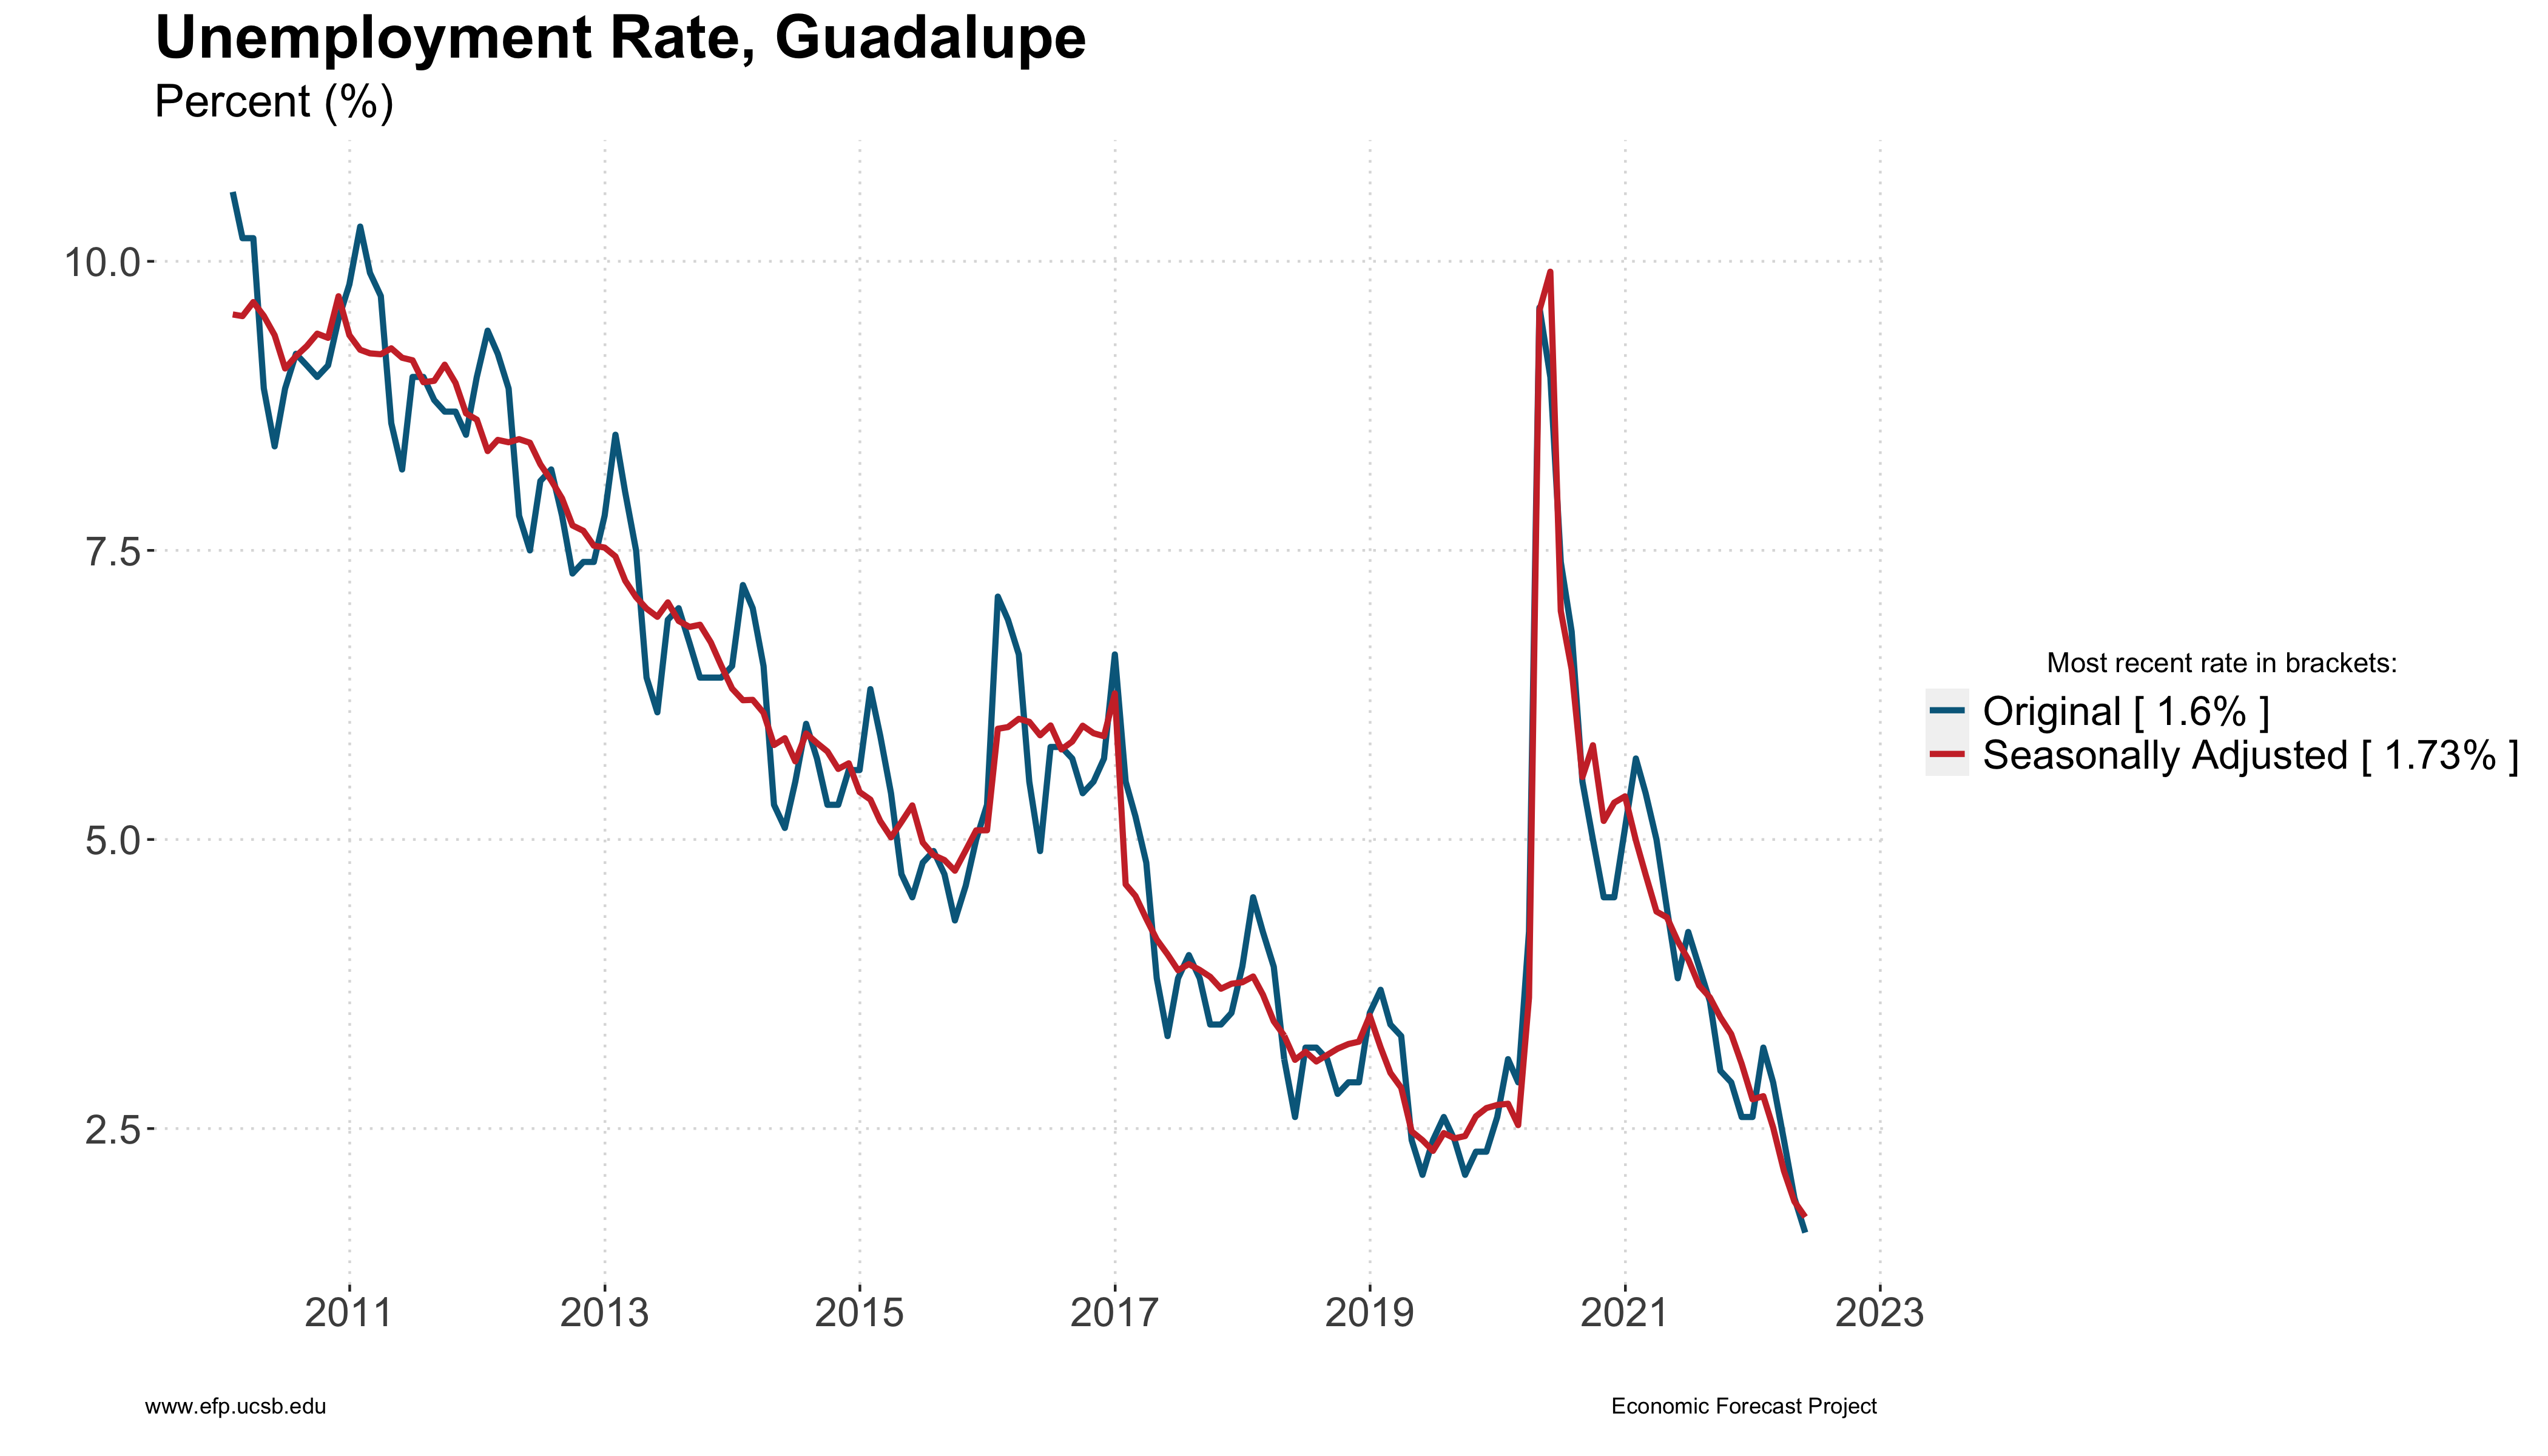 Unemployment Rate, Guadalupe
Percent (%)
10.0
7.5
5.0
2.5
2011 2013 2015 2017 2019 2021 2023
Most recent rate in brackets:
Original [ 1.6% ]
Seasonally Adjusted [ 1.73% ]
www.efp.ucsb.edu
Economic Forecast Project